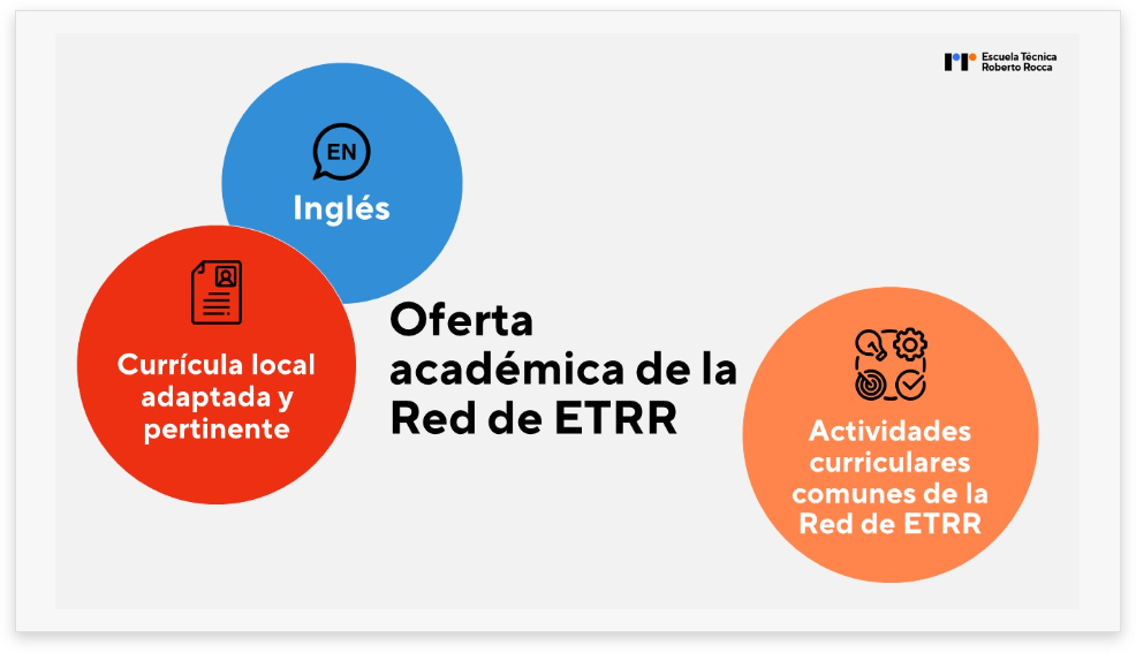 Escuela Técnica
Roberto Rocca
EN
Inglés
Currícula local
adaptada y
pertinente
Oferta
académica de la
Red de ETRR
Actividades
curriculares
comunes de la
Red de ETRR